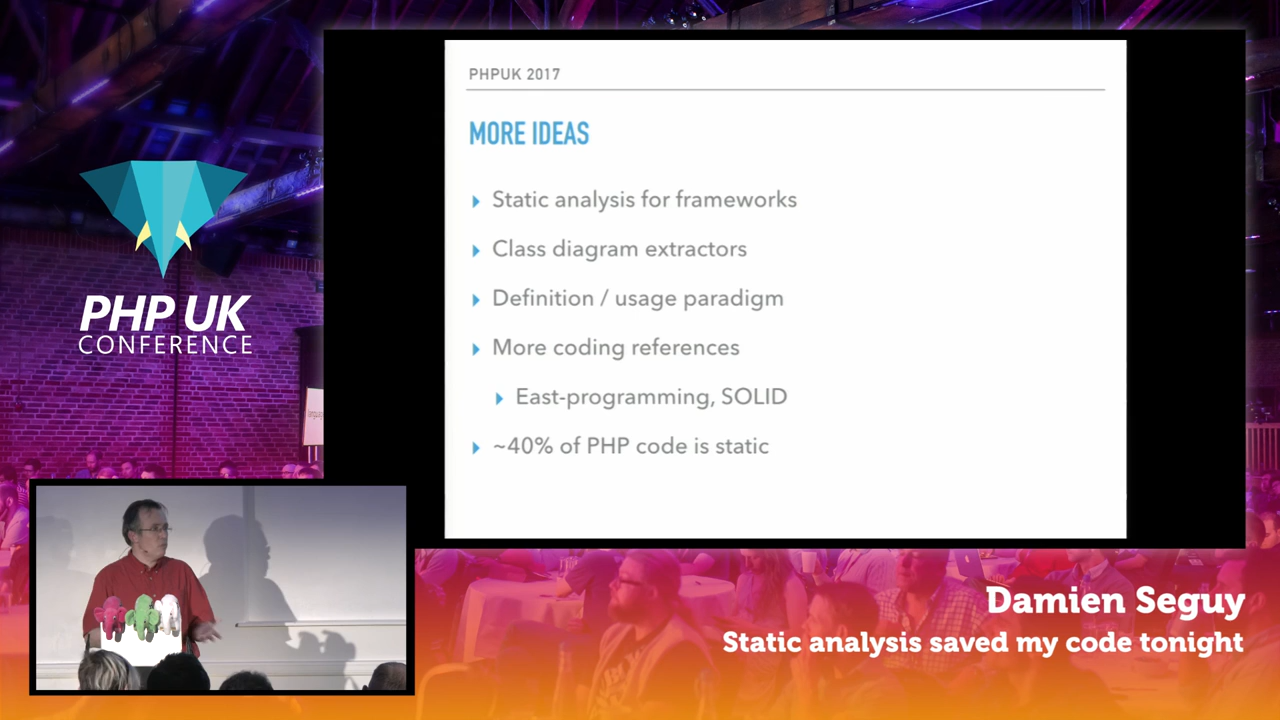 PHPUK 2017
MORE IDEAS
Static analysis for frameworks
Class diagram extractors
Definition / usage paradigm
More coding references
East-programming, SOLID
~40% of PHP code is static
PHP UK
CONFERENCE
Damien Seguy
Static analysis saved my code tonight